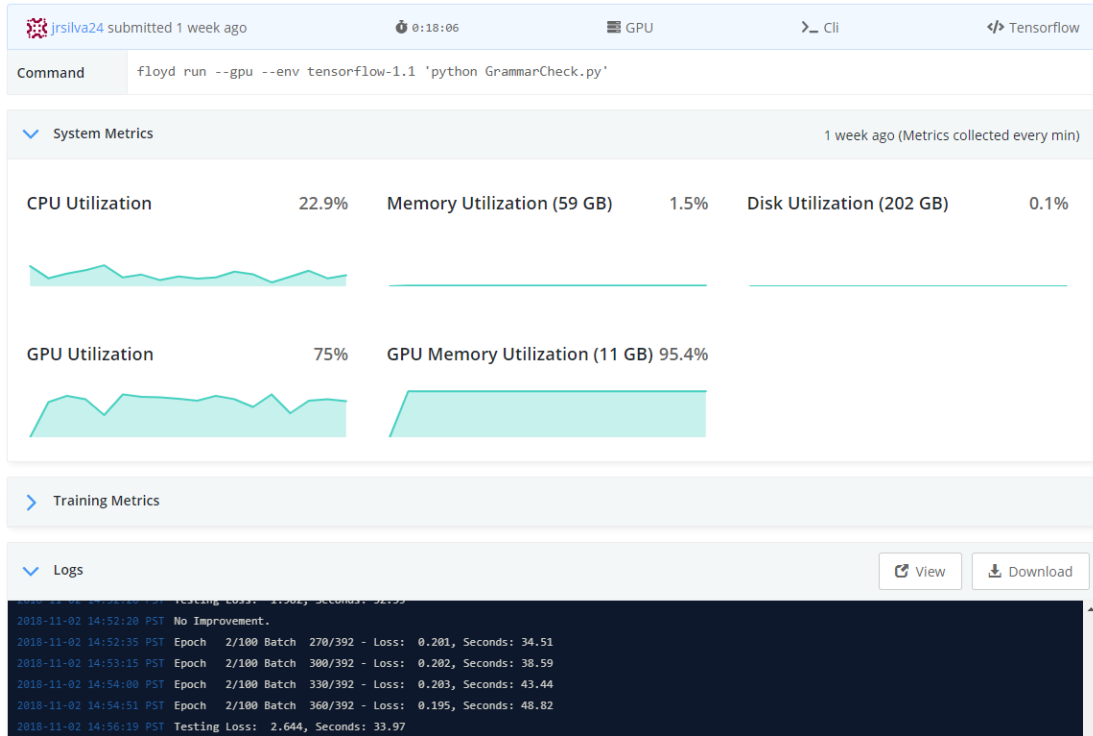 jrsilva24 submitted 1 week ago 0:18:06 GPU Cli Tensorflow
Command floyd run --gpu --env tensorflow-1.1 'python GrammarCheck.py'
System Metrics 1 week ago (Metrics collected every min)
CPU Utilization 22.9% Memory Utilization (59 GB) 1.5% Disk Utilization (202 GB) 0.1%
GPU Utilization 75% GPU Memory Utilization (11 GB) 95.4%
Training Metrics
Logs View Download
Testing Loss:
2018-11-02 14:52:20 PST No Improvement.
2018-11-02 14:52:35 PST Epoch 2/100 Batch 270/392 - Loss: 0.201, Seconds: 34.51
2018-11-02 14:53:15 PST Epoch 2/100 Batch 300/392 - Loss: 0.202, Seconds: 38.59
2018-11-02 14:54:00 PST Epoch 2/100 Batch 330/392 - Loss: 0.203, Seconds: 43.44
2018-11-02 14:54:51 PST Epoch 2/100 Batch 360/392 - Loss: 0.195, Seconds: 48.82
2018-11-02 14:56:19 PST Testing Loss: 2.644, Seconds: 33.97